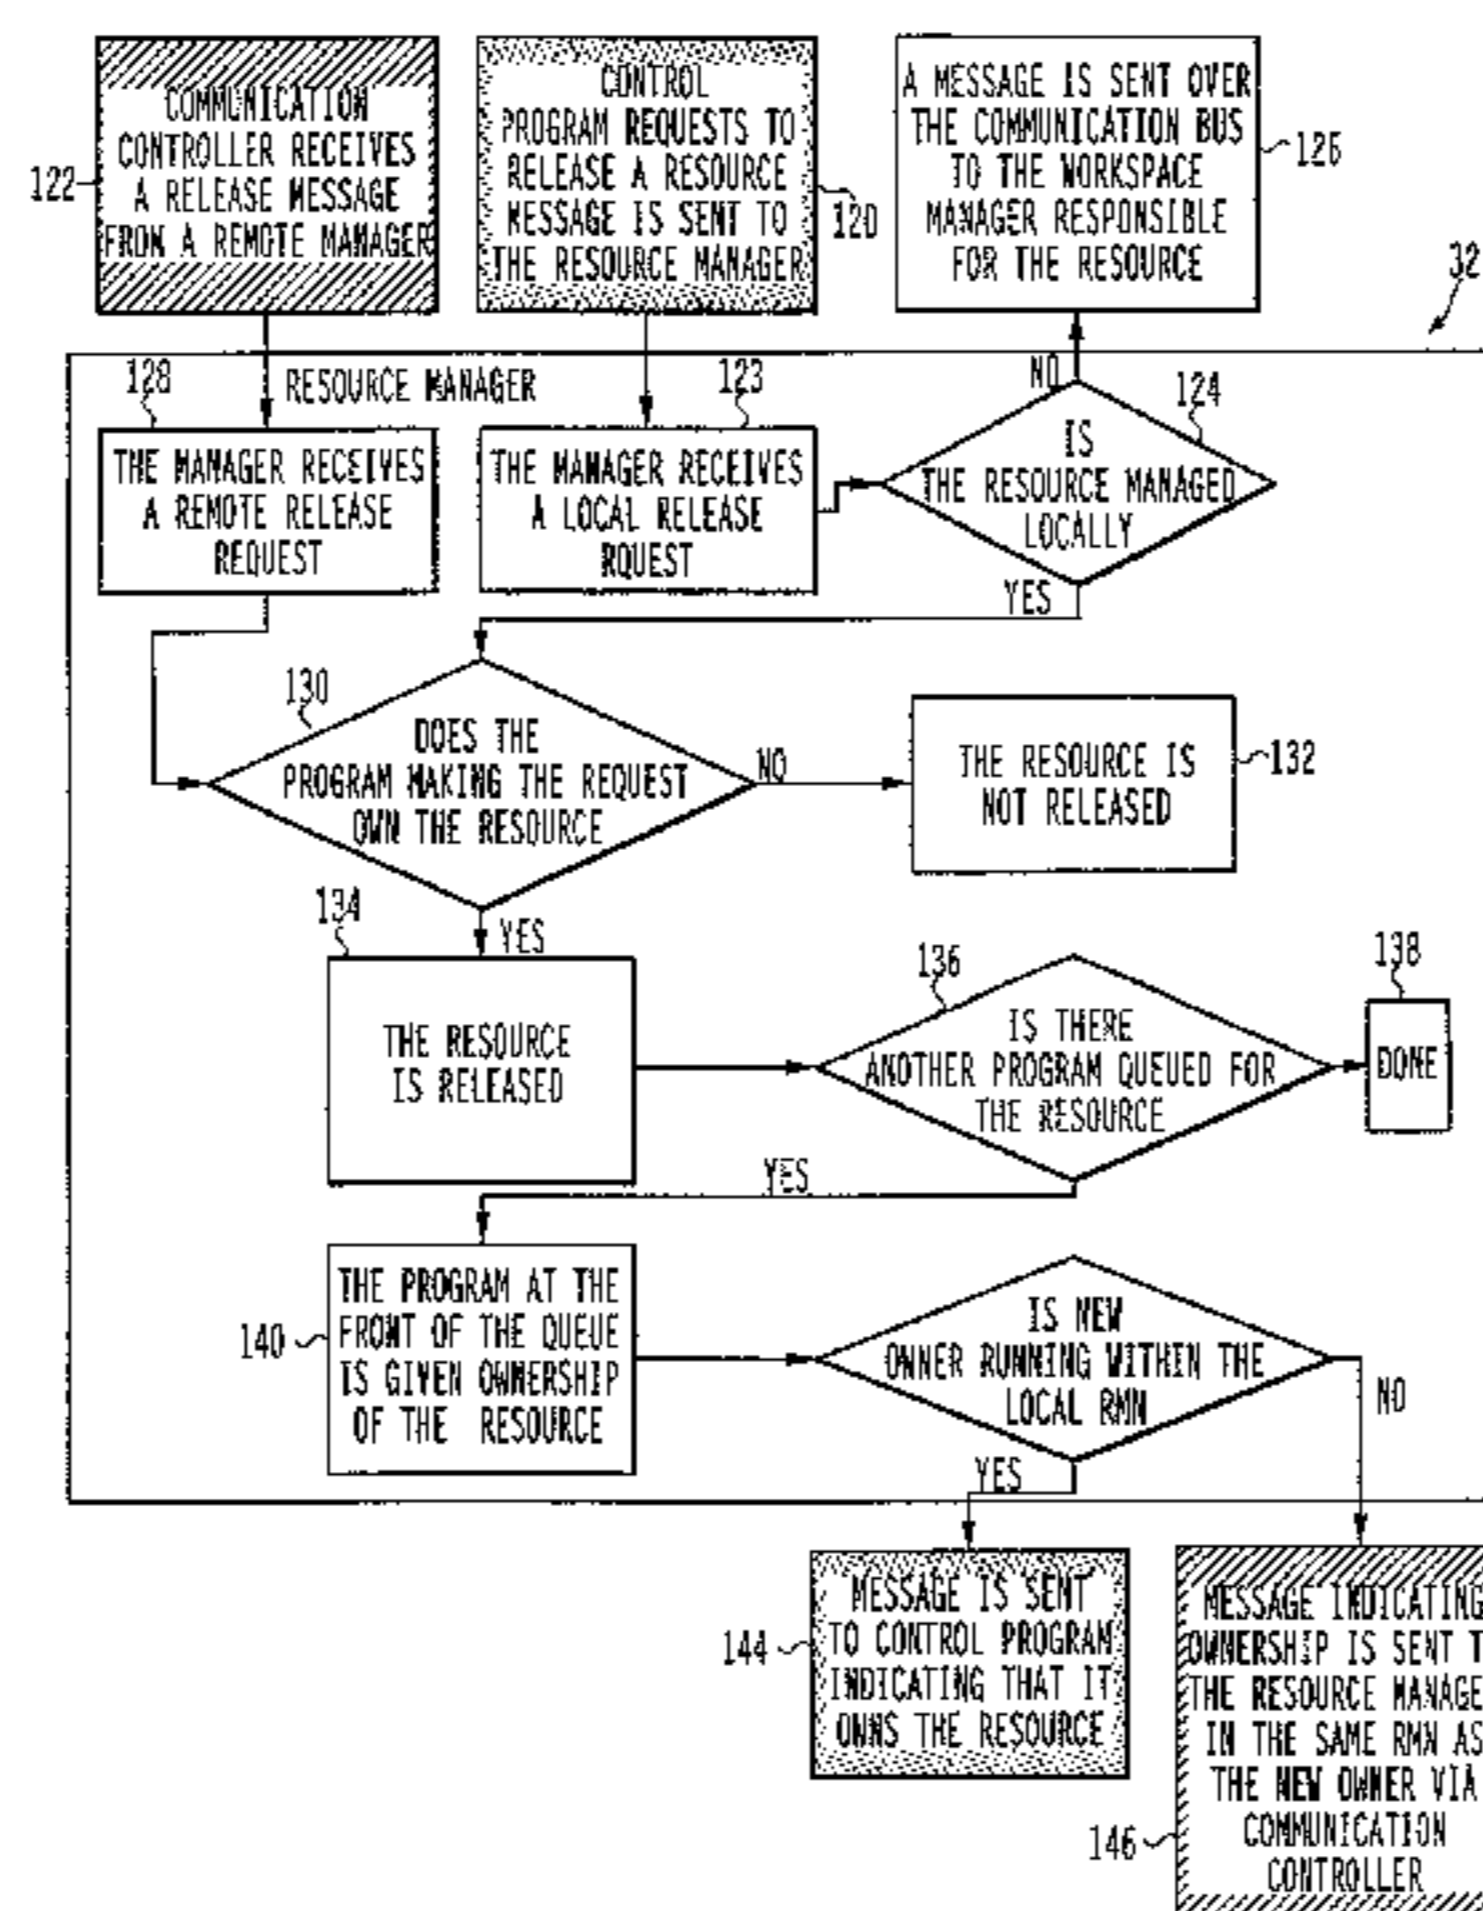 COMMUNICATION
CONTROLLER RECEIVES
A RELEASE MESSAGE
FROM A REMOTE MANAGER
122
CONTROL
PROGRAM REQUESTS TO
RELEASE A RESOURCE
MESSAGE IS SENT TO
THE RESOURCE MANAGER
120
A MESSAGE IS SENT OVER
THE COMMUNICATION BUS
TO THE WORKSPACE
MANAGER RESPONSIBLE
FOR THE RESOURCE
126
32
128
RESOURCE MANAGER
123
NO
124
THE MANAGER RECEIVES
A REMOTE RELEASE
REQUEST
THE MANAGER RECEIVES
A LOCAL RELEASE
RQUEST
IS
THE RESOURCE MANAGED
LOCALLY
YES
130
DOES THE
PROGRAM MAKING THE REQUEST
OWN THE RESOURCE
NO
THE RESOURCE IS
NOT RELEASED
132
134
YES
136
138
THE RESOURCE
IS RELEASED
IS THERE
ANOTHER PROGRAM QUEUED FOR
THE RESOURCE
DONE
YES
140
THE PROGRAM AT THE
FRONT OF THE QUEUE
IS GIVEN OWNERSHIP
OF THE RESOURCE
IS NEW
OWNER RUNNING WITHIN THE
LOCAL RMN
NO
YES
144
MESSAGE IS SENT
TO CONTROL PROGRAM
INDICATING THAT IT
OWNS THE RESOURCE
MESSAGE INDICATING
OWNERSHIP IS SENT T
THE RESOURCE MANAGE
IN THE SAME RMN AS
THE NEW OWNER VIA
COMMUNICATION
CONTROLLER
146